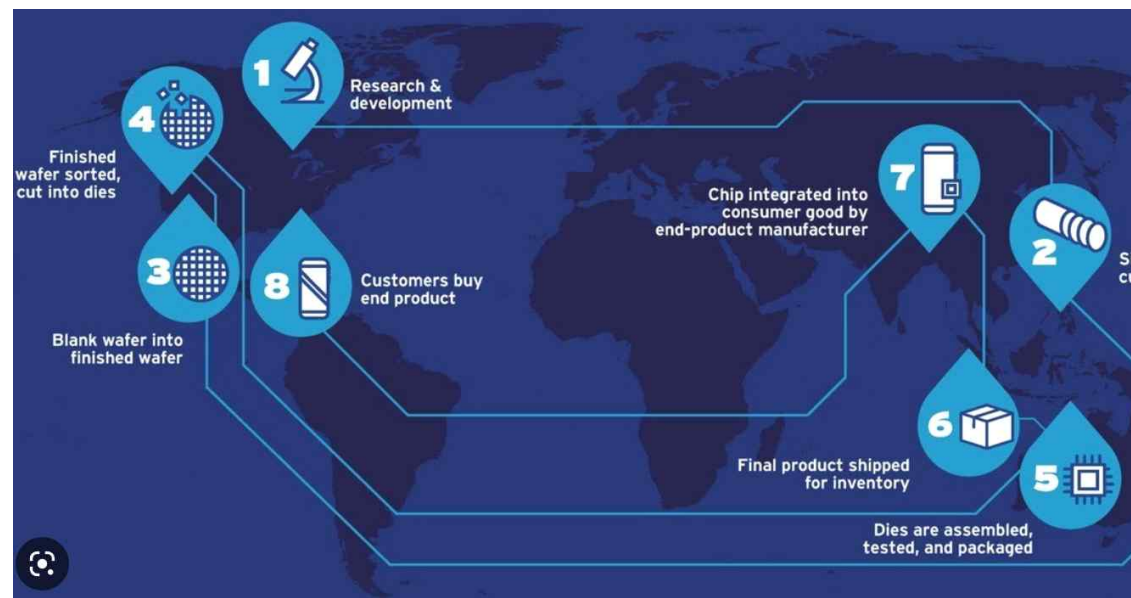 1
Research &
development
4
Finished
wafer sorted,
cut into dies
7
Chip integrated into
consumer good by
end-product manufacturer
2
3
Blank wafer into
finished wafer
8
Customers buy
end product
6
Final product shipped
for inventory
5
Dies are assembled,
tested, and packaged